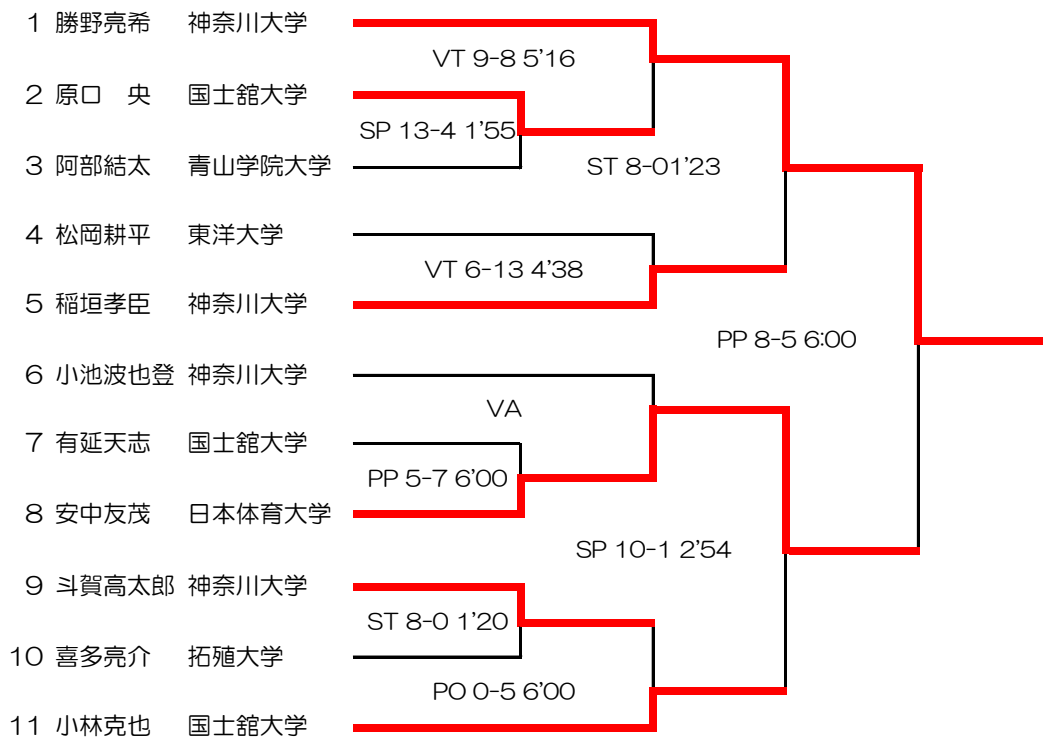 1 勝野亮希 神奈川大学
VT 9-8 5’16
2 原口 央 国士舘大学
SP 13-4 1’55
3 阿部結太 青山学院大学
ST 8-01’23
4 松岡耕平 東洋大学
VT 6-13 4’38
5 稲垣孝臣 神奈川大学
PP 8-5 6:00
6 小池波也登 神奈川大学
VA
7 有延天志 国士舘大学
PP 5-7 6’00
8 安中友茂 日本体育大学
SP 10-1 2’54
9 斗賀高太郎 神奈川大学
ST 8-0 1’20
10 喜多亮介 拓殖大学
PO 0-5 6’00
11 小林克也 国士舘大学